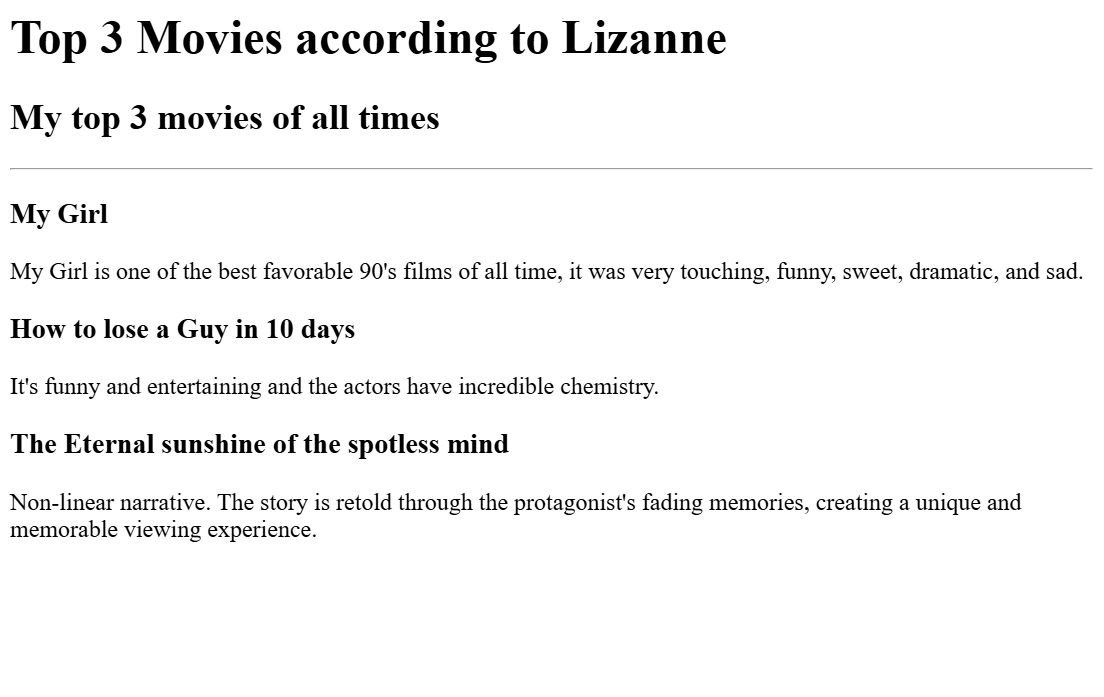 Top 3 Movies according to Lizanne
My top 3 movies of all times
My Girl
My Girl is one of the best favorable 90's films of all time, it was very touching, funny, sweet, dramatic, and sad.
How to lose a Guy in 10 days
It's funny and entertaining and the actors have incredible chemistry.
The Eternal sunshine of the spotless mind
Non-linear narrative. The story is retold through the protagonist's fading memories, creating a unique and
memorable viewing experience.